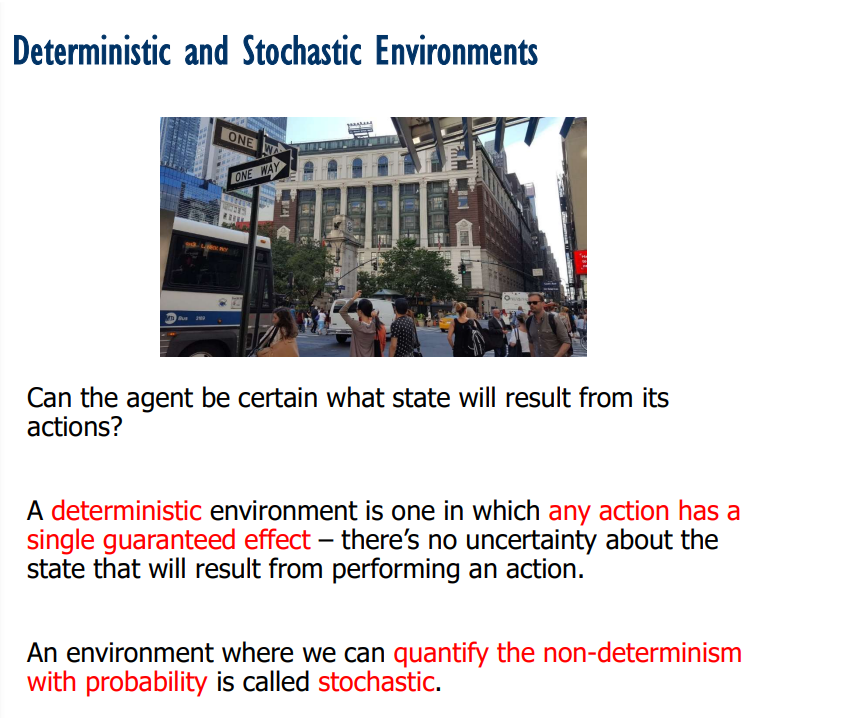 Deterministic and Stochastic Environments
ONE WA
ONE WAY
Can the agent be certain what state will result from its
actions?
A deterministic environment is one in which any action has a
single guaranteed effect – there’s no uncertainty about the
state that will result from performing an action.
An environment where we can quantify the non-determinism
with probability is called stochastic.